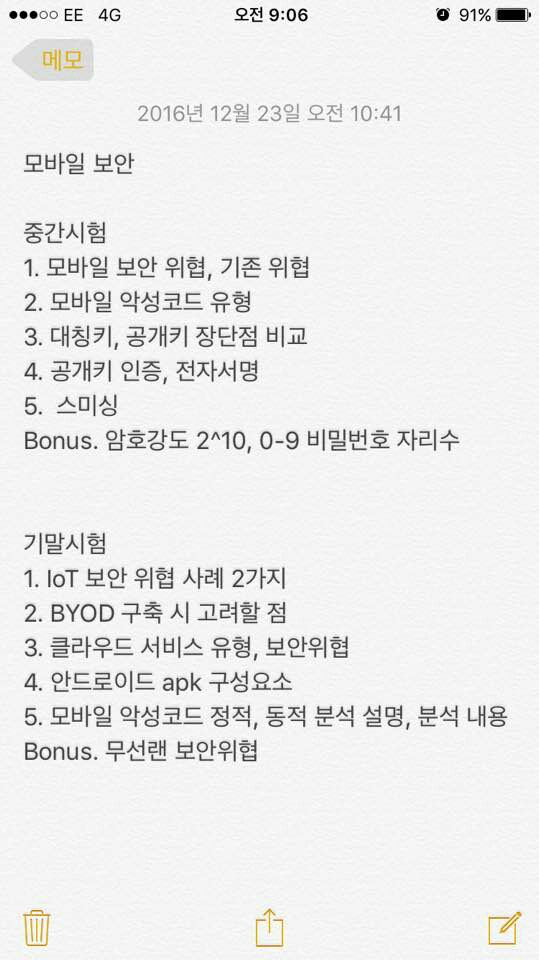 EE 4G 오전 9:06 91%
메모
2016년 12월 23일 오전 10:41
모바일 보안
중간시험
1. 모바일 보안 위협, 기존 위협
2. 모바일 악성코드 유형
3. 대칭키, 공개키 장단점 비교
4. 공개키 인증, 전자서명
5.  스미싱
Bonus. 암호강도 2^10, 0-9 비밀번호 자리수
기말시험
1. IoT 보안 위협 사례 2가지
2. BYOD 구축 시 고려할 점
3. 클라우드 서비스 유형, 보안위협
4. 안드로이드 apk 구성요소
5. 모바일 악성코드 정적, 동적 분석 설명, 분석 내용
Bonus. 무선랜 보안위협